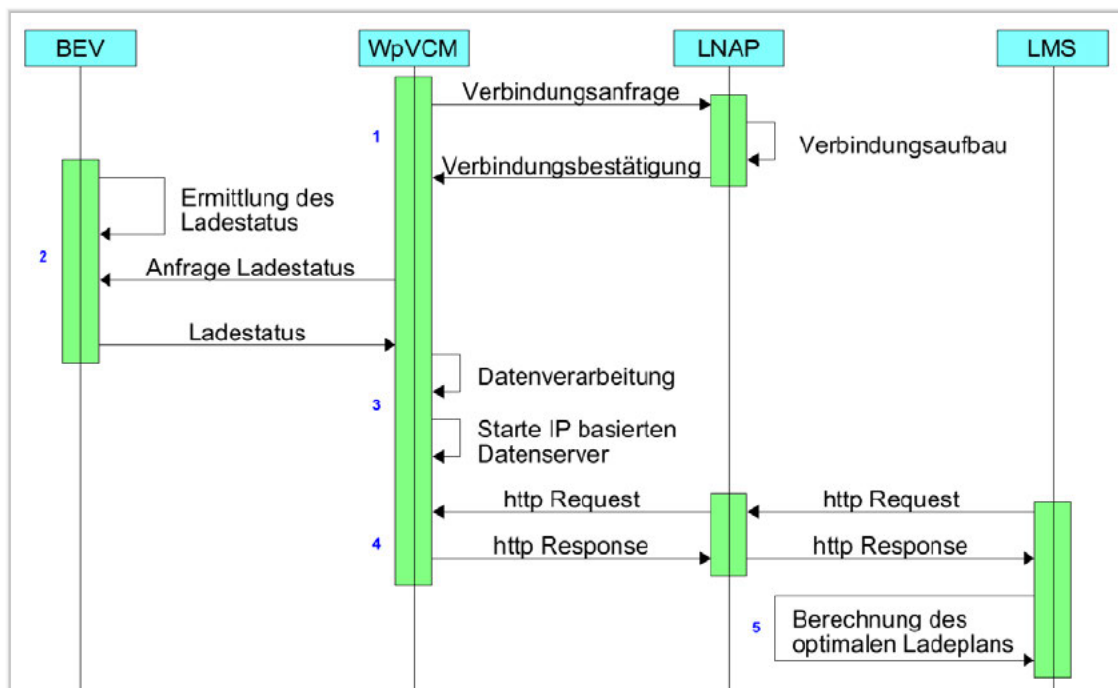 BEV
WpVCM
LNAP
LMS
Verbindungsanfrage
1
Verbindungsaufbau
Verbindungsbestätigung
Ermittlung des
Ladestatus
2
Anfrage Ladestatus
Ladestatus
Datenverarbeitung
3
Starte IP basierten
Datenserver
http Request
http Request
4
http Response
http Response
5
Berechnung des
optimalen Ladeplans